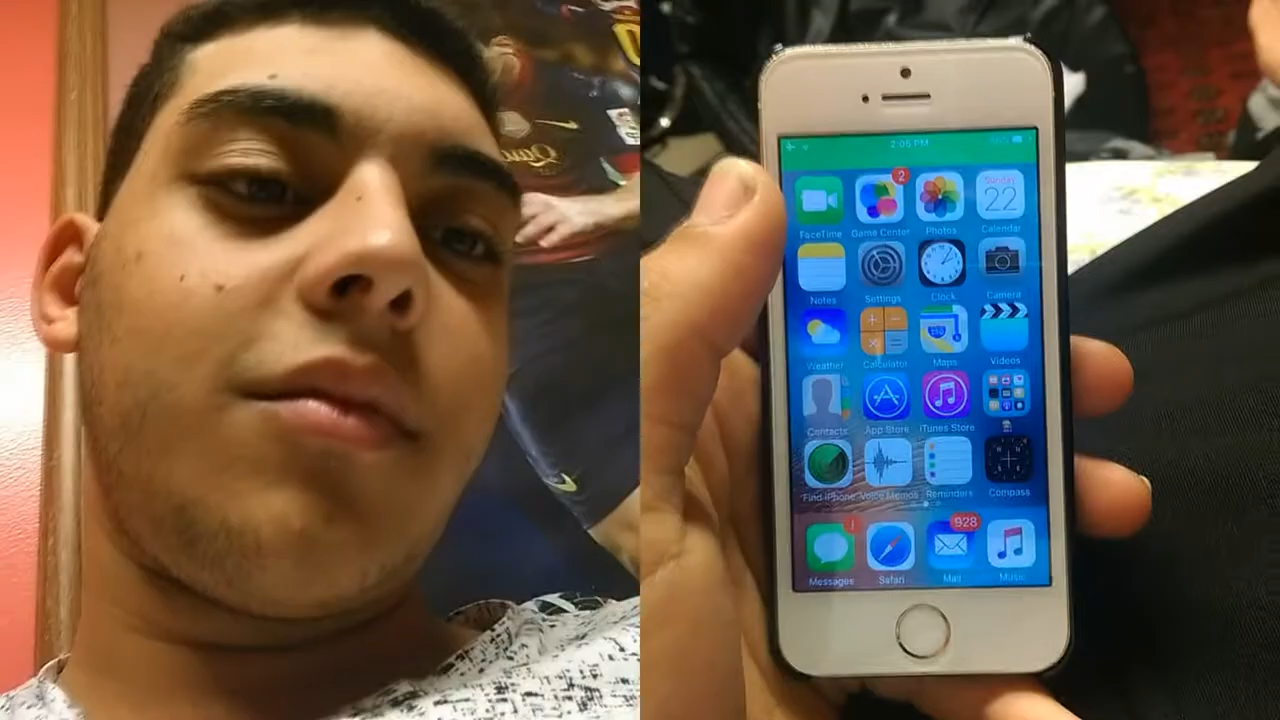 2:05 PM
2
Sunday
22
FaceTime
Game Center
Photos
Calendar
Notes
Settings
Clock
Camera
Weather
Calculator
Maps
Videos
Contacts
App Store
iTunes Store
Find iPhone
Voice Memos
Reminders
Compass
!
928
Messages
Safari
Mail
Music